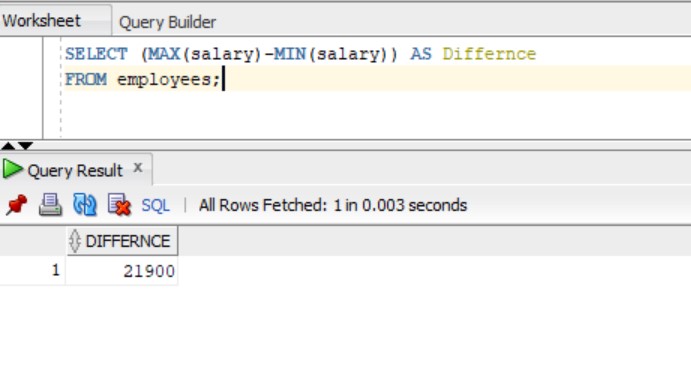 Worksheet Query Builder
SELECT (MAX(salary)-MIN(salary)) AS Differnce
FROM employees;
Query Result x
SQL | All Rows Fetched: 1 in 0.003 seconds
DIFFERNCE
1 21900